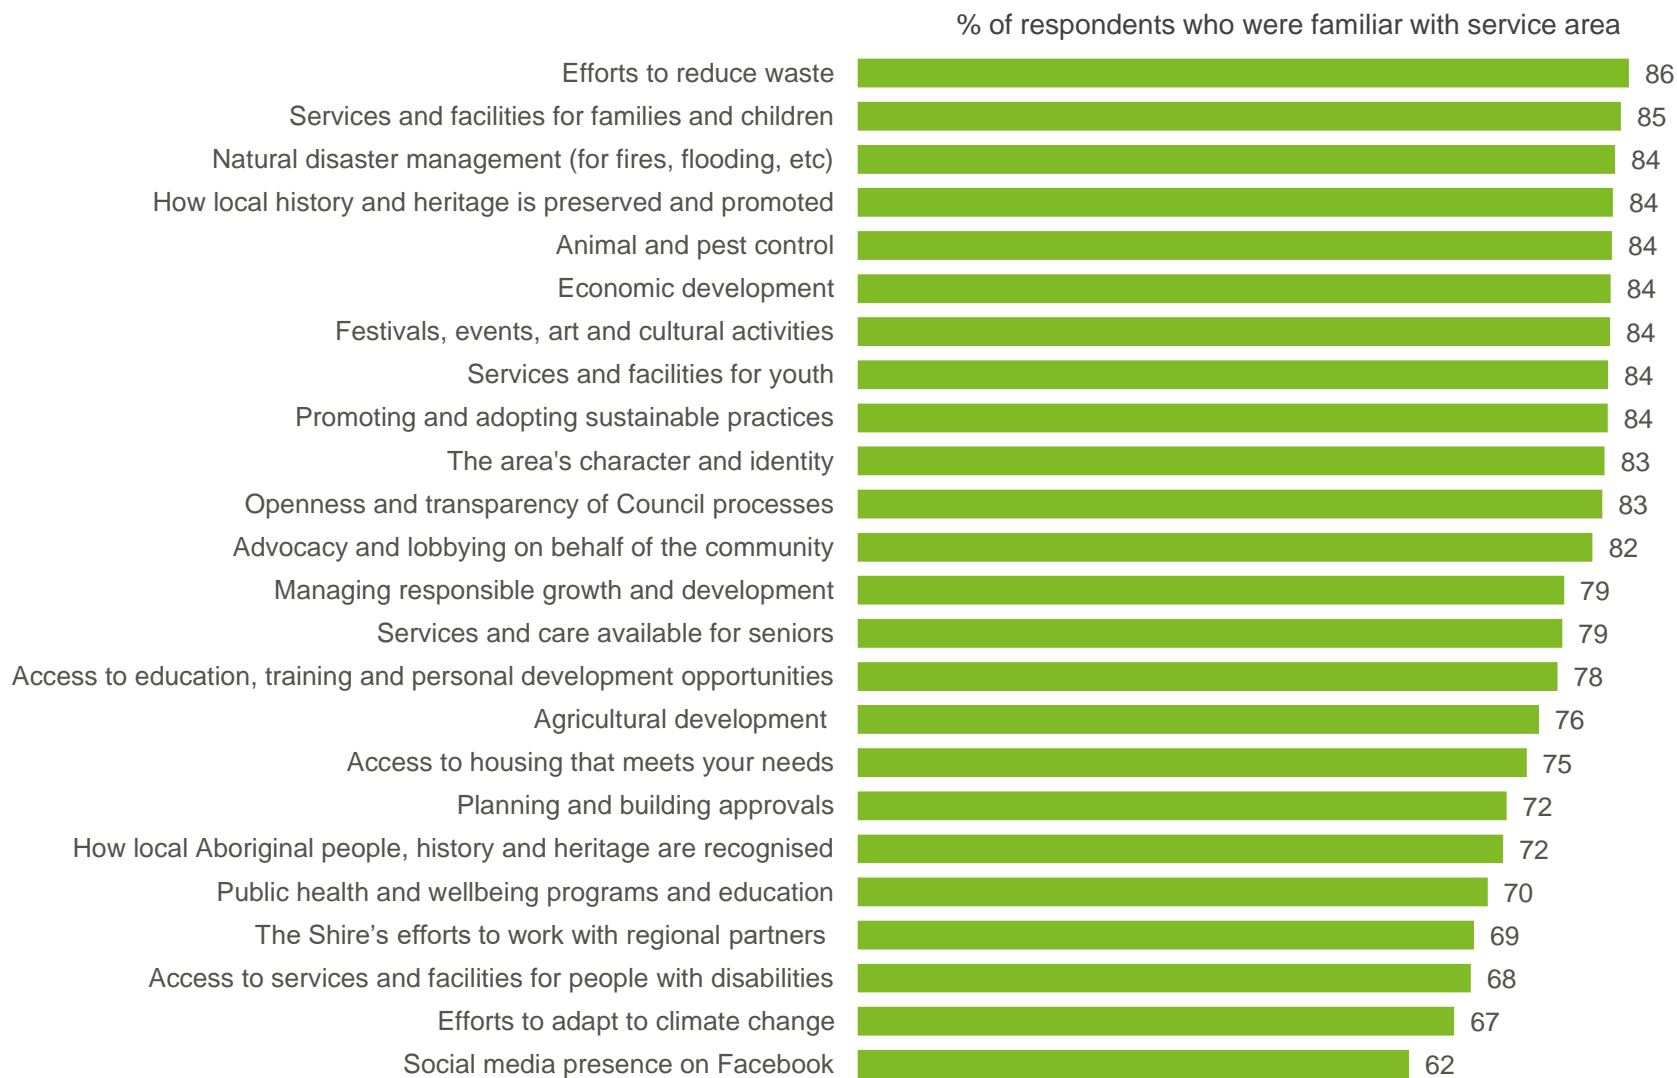 % of respondents who were familiar with service area
Efforts to reduce waste 86
Services and facilities for families and children 85
Natural disaster management (for fires, flooding, etc) 84
How local history and heritage is preserved and promoted 84
Animal and pest control 84
Economic development 84
Festivals, events, art and cultural activities 84
Services and facilities for youth 84
Promoting and adopting sustainable practices 84
The area's character and identity 83
Openness and transparency of Council processes 83
Advocacy and lobbying on behalf of the community 82
Managing responsible growth and development 79
Services and care available for seniors 79
Access to education, training and personal development opportunities 78
Agricultural development 76
Access to housing that meets your needs 75
Planning and building approvals 72
How local Aboriginal people, history and heritage are recognised 72
Public health and wellbeing programs and education 70
The Shire’s efforts to work with regional partners 69
Access to services and facilities for people with disabilities 68
Efforts to adapt to climate change 67
Social media presence on Facebook 62